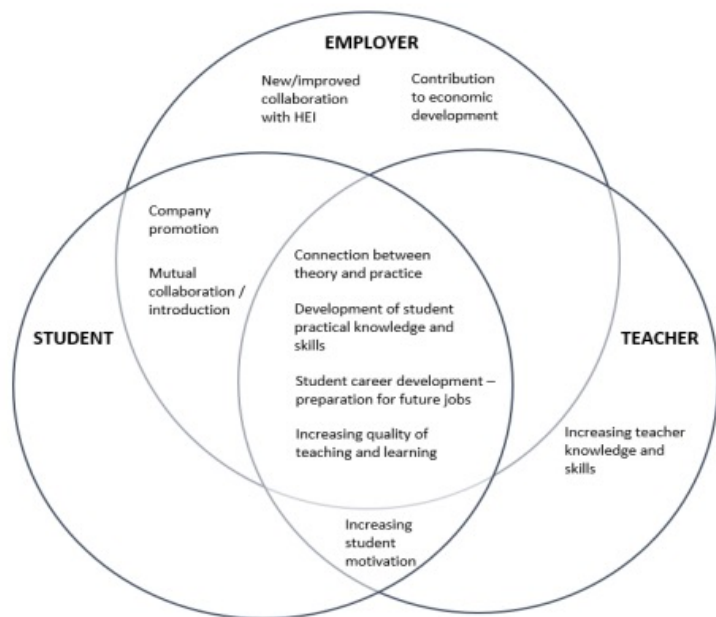 EMPLOYER
New/improved
collaboration
with HEI
Contribution
to economic
development
Company
promotion
Mutual
collaboration /
introduction
STUDENT
Connection between
theory and practice
Development of student
practical knowledge and
skills
Student career development –
preparation for future jobs
Increasing quality of
teaching and learning
TEACHER
Increasing teacher
knowledge and
skills
Increasing
student
motivation